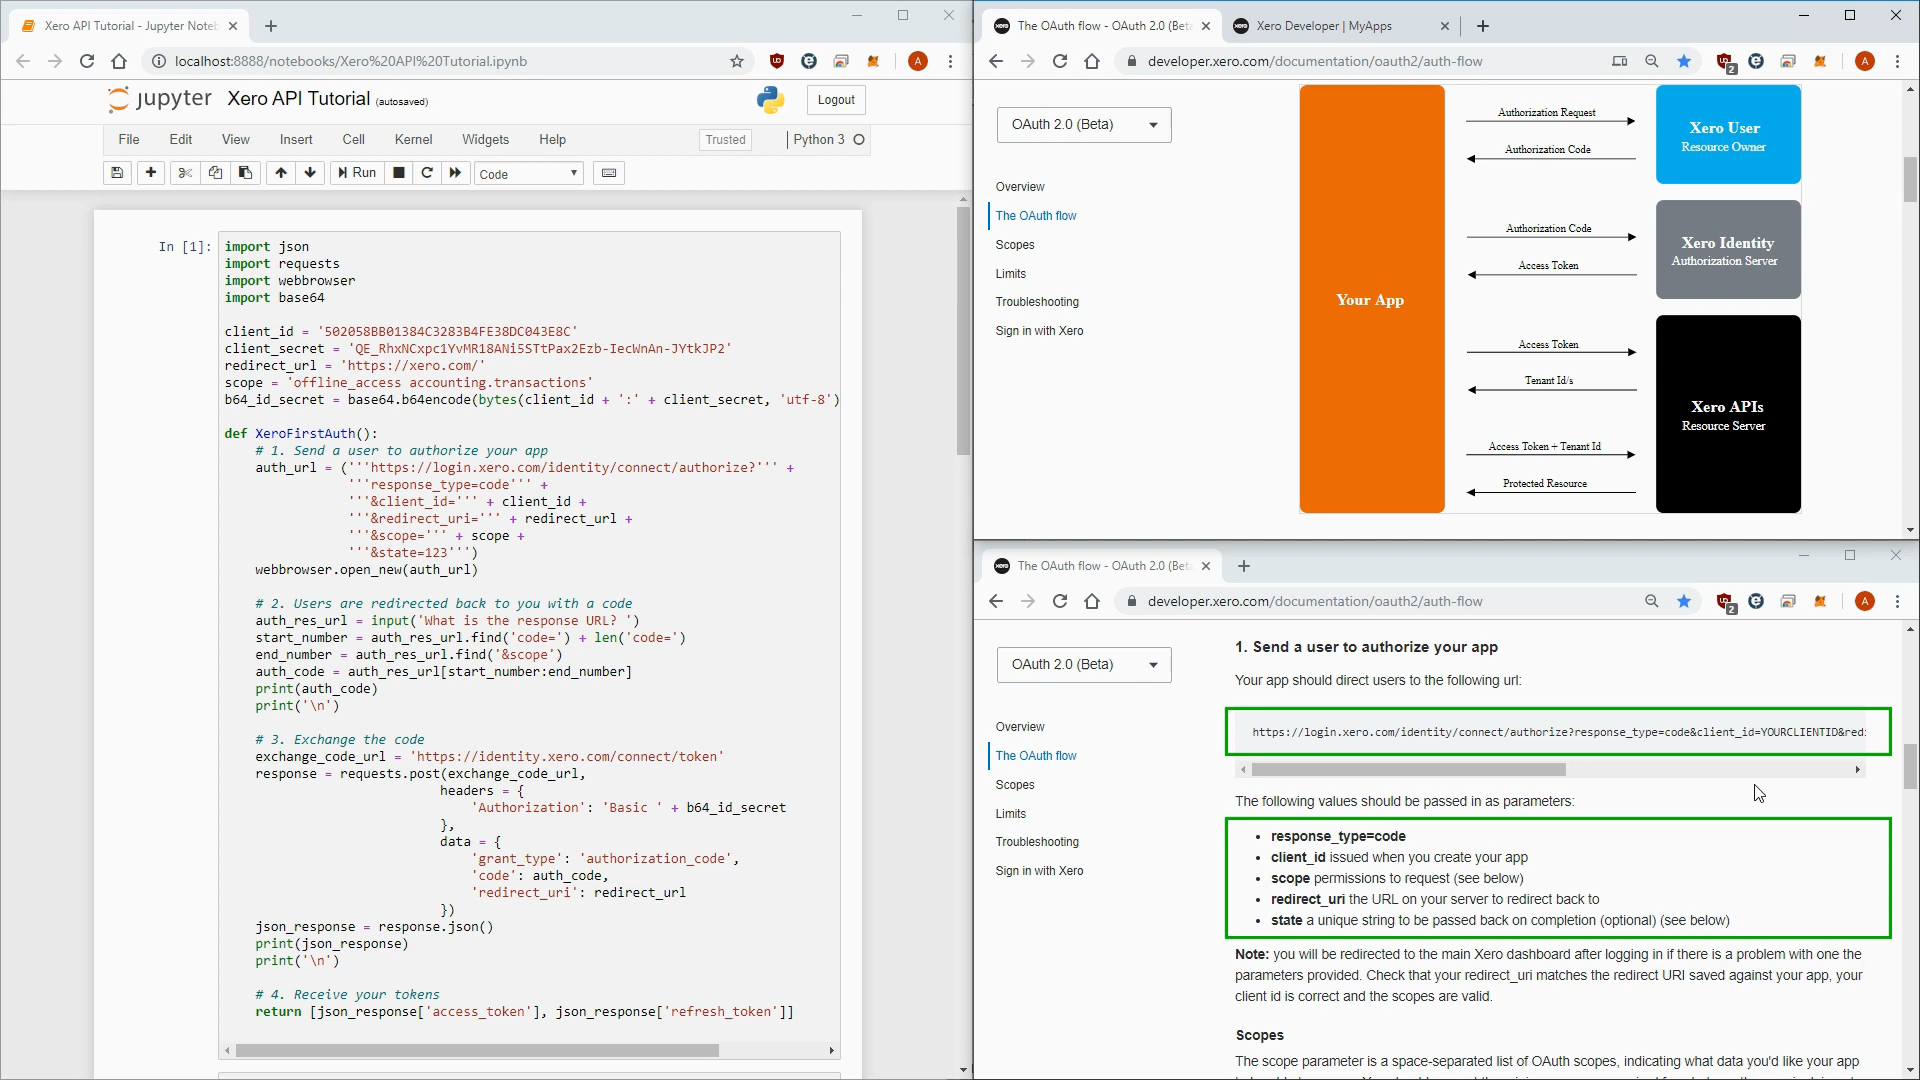 Xero API Tutorial - Jupyter Noteb
localhost:8888/notebooks/Xero%20API%20Tutorial.ipynb
A
jupyter Xero API Tutorial (autosaved)
Logout
File Edit View Insert Cell Kernel Widgets Help Trusted Python 3
Run Code
In [1]:
import json
import requests
import webbrowser
import base64
client_id = '502058BB01384C3283B4FE38DC043E8C'
client_secret = 'QE_RhxNCxpc1YvMR18ANi5STtPax2Ezb-IecWnAn-JYtkJP2'
redirect_url = 'https://xero.com/'
scope = 'offline_access accounting.transactions'
b64_id_secret = base64.b64encode(bytes(client_id + ':' + client_secret, 'utf-8')
def XeroFirstAuth():
# 1. Send a user to authorize your app
auth_url = ('''https://login.xero.com/identity/connect/authorize?''' +
'''response_type=code''' +
'''&client_id=''' + client_id +
'''&redirect_uri=''' + redirect_url +
'''&scope=''' + scope +
'''&state=123''')
webbrowser.open_new(auth_url)
# 2. Users are redirected back to you with a code
auth_res_url = input('What is the response URL? ')
start_number = auth_res_url.find('code=') + len('code=')
end_number = auth_res_url.find('&scope')
auth_code = auth_res_url[start_number:end_number]
print(auth_code)
print('\n')
# 3. Exchange the code
exchange_code_url = 'https://identity.xero.com/connect/token'
response = requests.post(exchange_code_url,
headers = {
'Authorization': 'Basic ' + b64_id_secret
},
data = {
'grant_type': 'authorization_code',
'code': auth_code,
'redirect_uri': redirect_url
})
json_response = response.json()
print(json_response)
print('\n')
# 4. Receive your tokens
return [json_response['access_token'], json_response['refresh_token']]
The OAuth flow - OAuth 2.0 (Beta
Xero Developer | MyApps
developer.xero.com/documentation/oauth2/auth-flow
2
A
OAuth 2.0 (Beta)
Overview
The OAuth flow
Scopes
Limits
Troubleshooting
Sign in with Xero
Your App
Authorization Request
Authorization Code
Xero User
Resource Owner
Authorization Code
Access Token
Xero Identity
Authorization Server
Access Token
Tenant Id/s
Access Token + Tenant Id
Protected Resource
Xero APIs
Resource Server
The OAuth flow - OAuth 2.0 (Beta
developer.xero.com/documentation/oauth2/auth-flow
2
A
OAuth 2.0 (Beta)
Overview
The OAuth flow
Scopes
Limits
Troubleshooting
Sign in with Xero
1. Send a user to authorize your app
Your app should direct users to the following url:
https://login.xero.com/identity/connect/authorize?response_type=code&client_id=YOURCLIENTID&redi
The following values should be passed in as parameters:
• response_type=code
• client_id issued when you create your app
• scope permissions to request (see below)
• redirect_uri the URL on your server to redirect back to
• state a unique string to be passed back on completion (optional) (see below)
Note: you will be redirected to the main Xero dashboard after logging in if there is a problem with one the
parameters provided. Check that your redirect_uri matches the redirect URI saved against your app, your
client id is correct and the scopes are valid.
Scopes
The scope parameter is a space-separated list of OAuth scopes, indicating what data you'd like your app